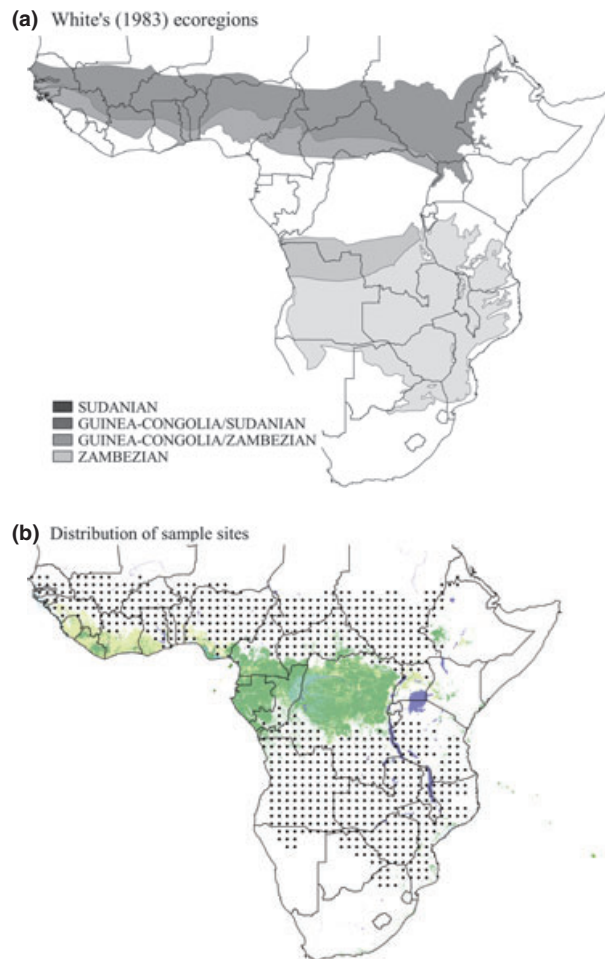 (a) White's (1983) ecoregions
SUDANIAN
GUINEA-CONGOLIA/SUDANIAN
GUINEA-CONGOLIA/ZAMBEZIAN
ZAMBEZIAN
(b) Distribution of sample sites